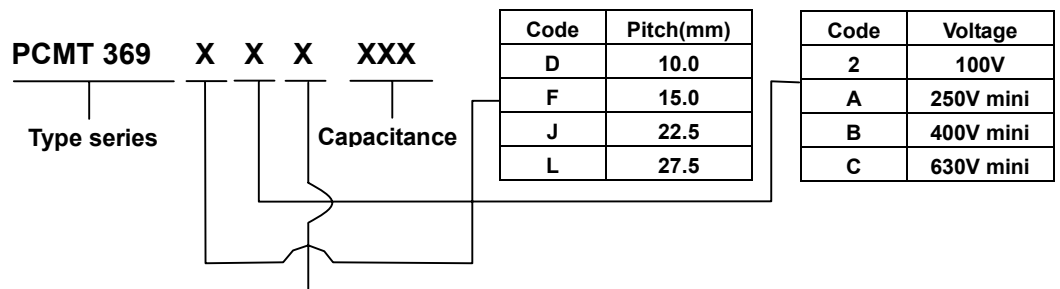 PCMT 369 X X X XXX
Type series
Capacitance
Code Pitch(mm)
D 10.0
F 15.0
J 22.5
L 27.5
Code Voltage
2 100V
A 250V mini
B 400V mini
C 630V mini